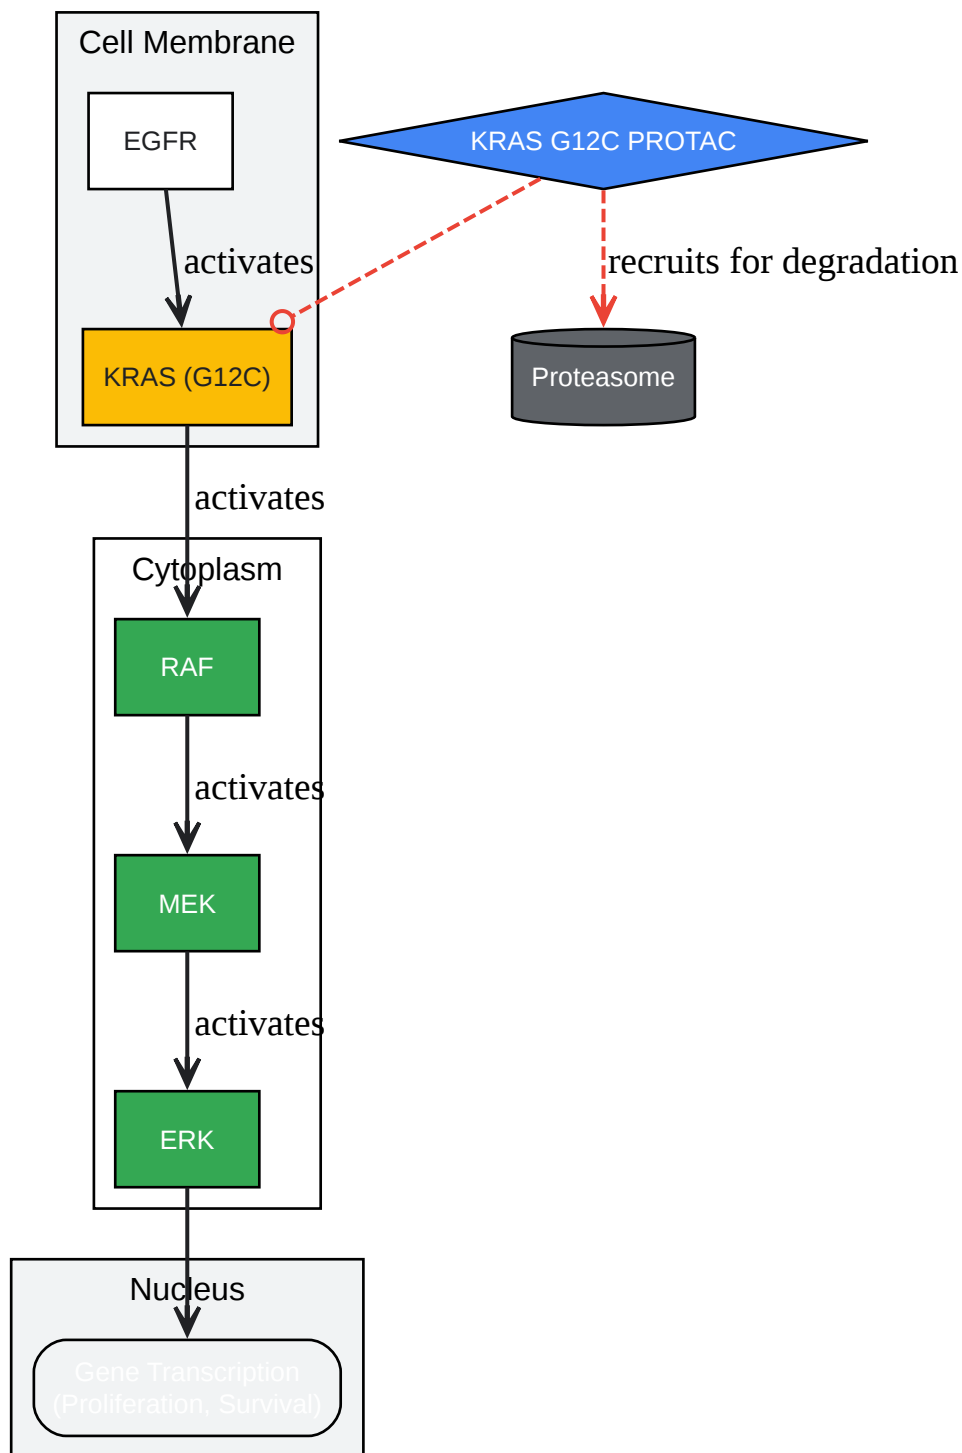 Cell Membrane
EGFR
KRAS G12C PROTAC
activates
recruits for degradation
KRAS (G12C)
Proteasome
activates
Cytoplasm
RAF
activates
MEK
activates
ERK
Nucleus
Gene Transcription
(Proliferation, Survival)